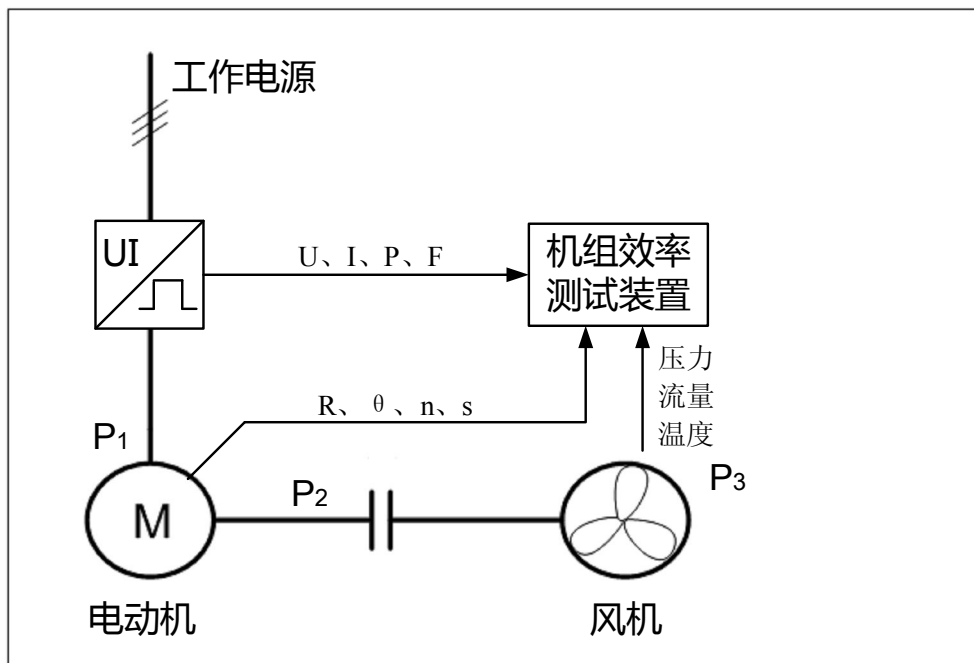 工作电源
UI
U、I、P、F
机组效率
测试装置
压力
流量
温度
R、θ、n、s
P1
P2
P3
M
电动机
风机